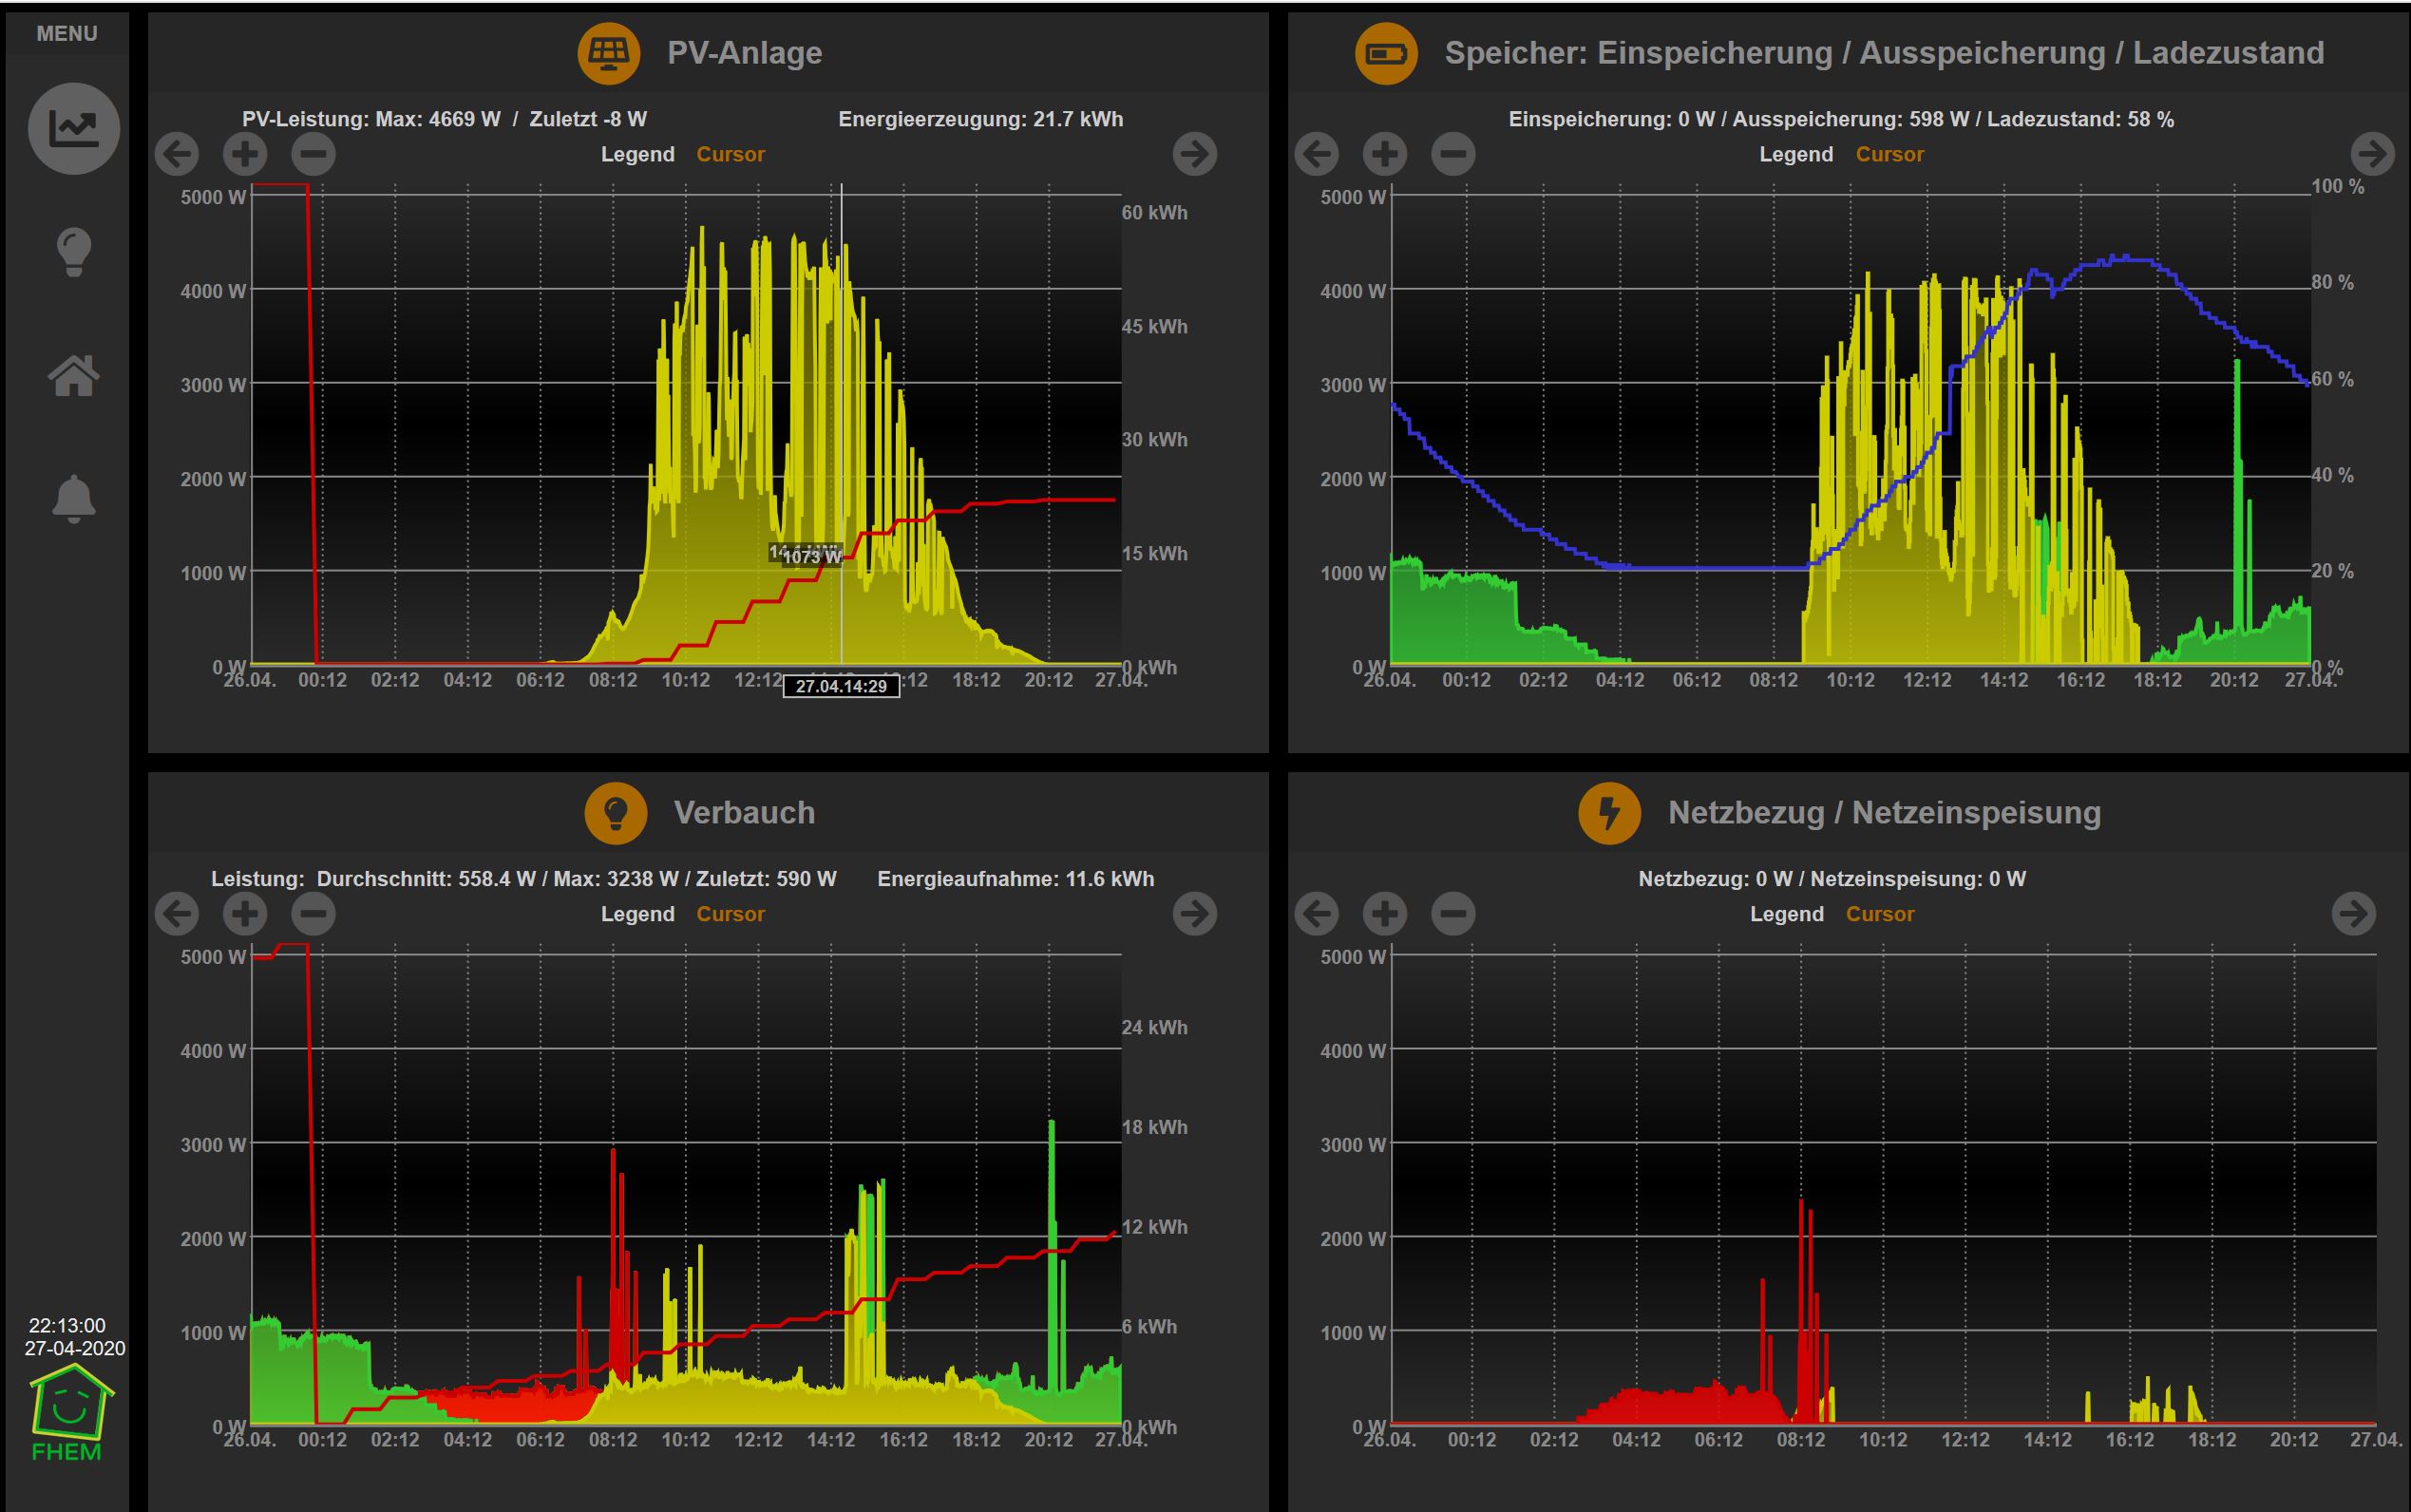 MENU
PV-Anlage
PV-Leistung: Max: 4669 W / Zuletzt -8 W Energieerzeugung: 21.7 kWh
Legend Cursor
5000 W
4000 W
3000 W
2000 W
1000 W
0 W
60 kWh
45 kWh
30 kWh
15 kWh
0 kWh
1073 W
26.04. 00:12 02:12 04:12 06:12 08:12 10:12 12:12 18:12 20:12 27.04.
27.04.14:29
Speicher: Einspeicherung / Ausspeicherung / Ladezustand
Einspeicherung: 0 W / Ausspeicherung: 598 W / Ladezustand: 58 %
Legend Cursor
5000 W
4000 W
3000 W
2000 W
1000 W
0 W
100 %
80 %
60 %
40 %
20 %
0 %
26.04. 00:12 02:12 04:12 06:12 08:12 10:12 12:12 14:12 16:12 18:12 20:12 27.04.
Verbauch
Leistung: Durchschnitt: 558.4 W / Max: 3238 W / Zuletzt: 590 W Energieaufnahme: 11.6 kWh
Legend Cursor
5000 W
4000 W
3000 W
2000 W
1000 W
0 W
24 kWh
18 kWh
12 kWh
6 kWh
0 kWh
26.04. 00:12 02:12 04:12 06:12 08:12 10:12 12:12 14:12 16:12 18:12 20:12 27.04.
Netzbezug / Netzeinspeisung
Netzbezug: 0 W / Netzeinspeisung: 0 W
Legend Cursor
5000 W
4000 W
3000 W
2000 W
1000 W
0 W
26.04. 00:12 02:12 04:12 06:12 08:12 10:12 12:12 14:12 16:12 18:12 20:12 27.04.
22:13:00
27-04-2020
FHEM